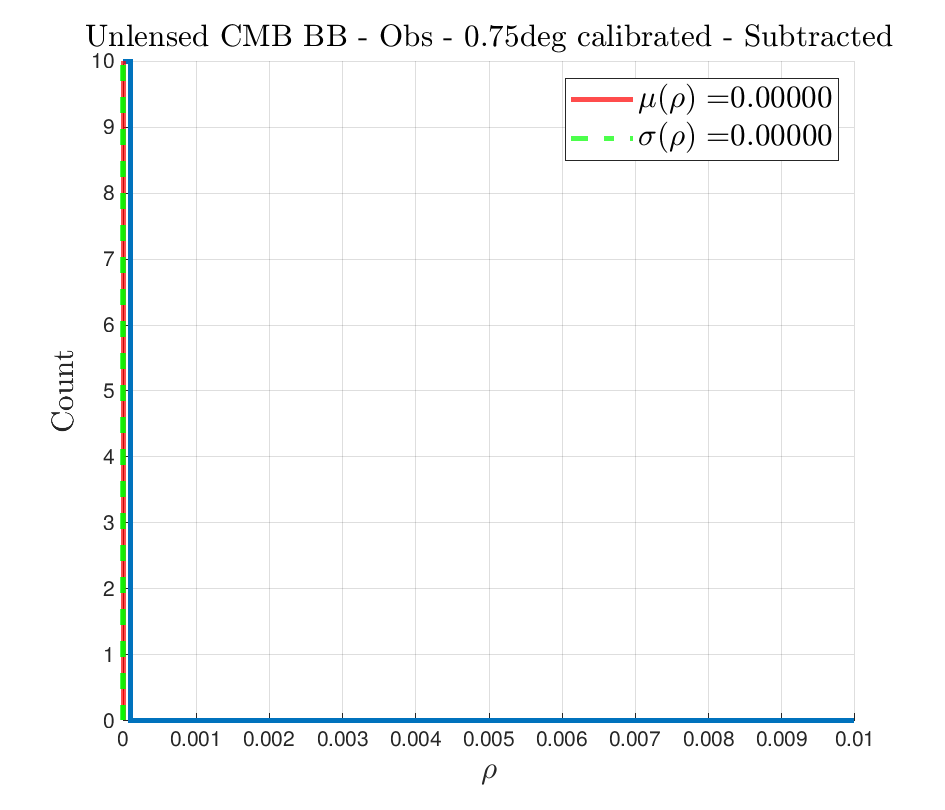 Unlensed CMB BB - Obs - 0.75deg calibrated - Subtracted
μ(ρ) =0.00000
σ(ρ) =0.00000
10
9
8
7
6
5
4
3
2
1
0
Count
0 0.001 0.002 0.003 0.004 0.005 0.006 0.007 0.008 0.009 0.01
ρ